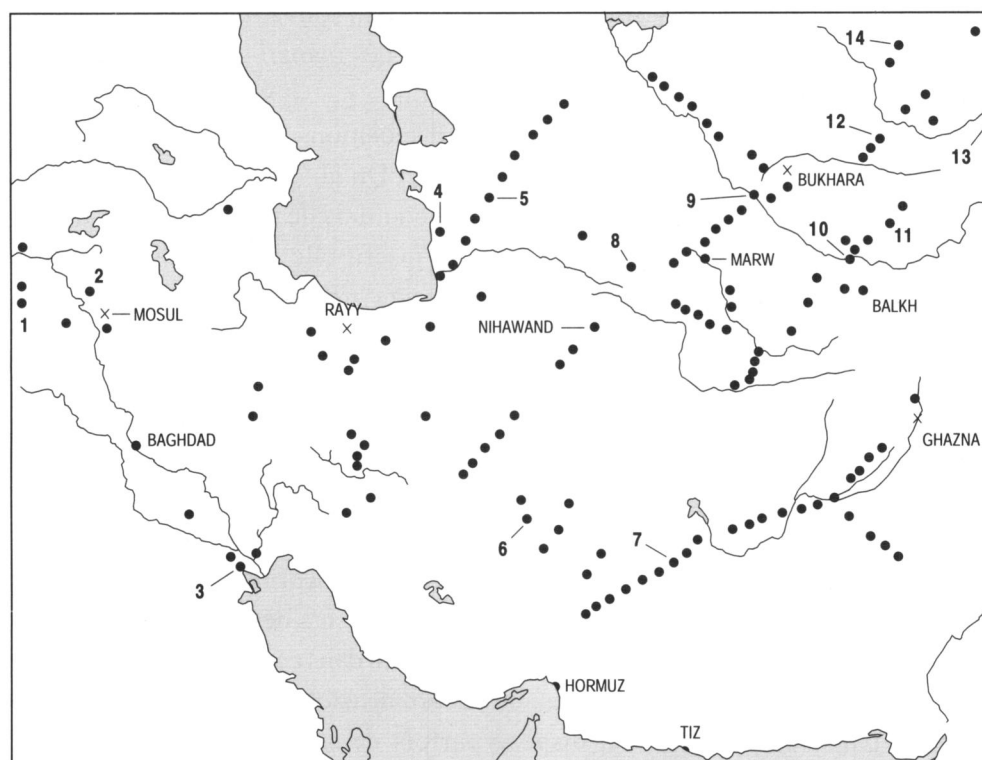 14
12
13
BUKHARA
9
4
5
11
10
8
MARW
2
BALKH
RAYY
MOSUL
NIHAWAND
1
GHAZNA
BAGHDAD
6
7
3
HORMUZ
TIZ